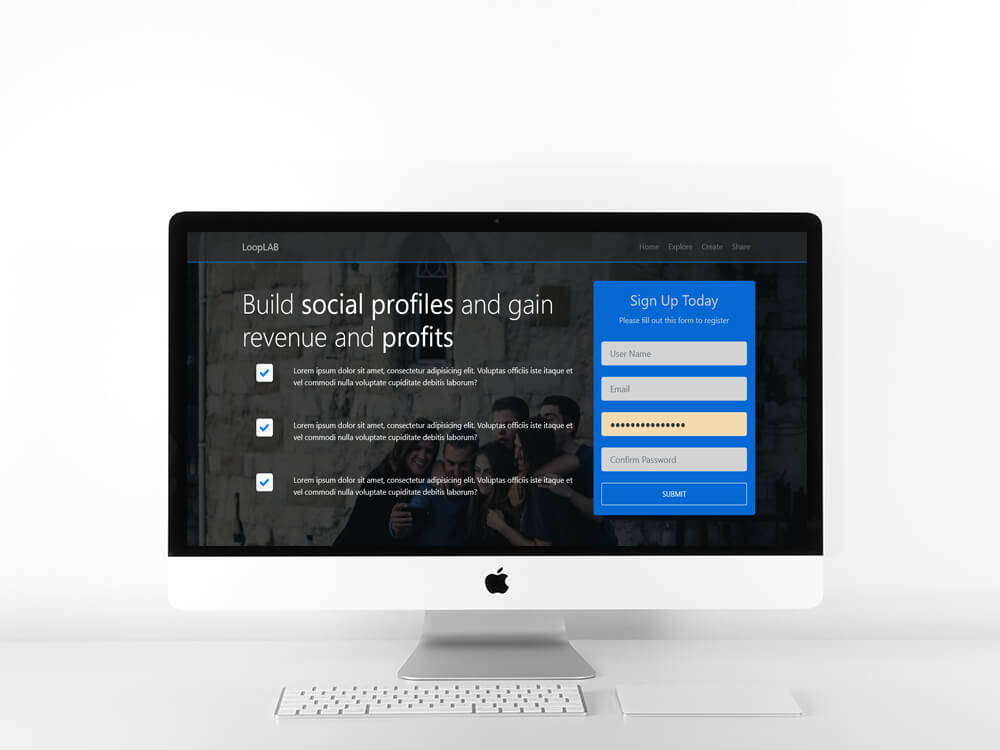 LoopLAB
Home Explore Create Share
Build social profiles and gain
revenue and profits
Lorem ipsum dolor sit amet, consectetur adipisicing elit. Voluptas officiis iste itaque et
vel commodi nulla voluptate cupiditate debitis laborum?
Lorem ipsum dolor sit amet, consectetur adipisicing elit. Voluptas officiis iste itaque et
vel commodi nulla voluptate cupiditate debitis laborum?
Lorem ipsum dolor sit amet, consectetur adipisicing elit. Voluptas officiis iste itaque et
vel commodi nulla voluptate cupiditate debitis laborum?
Sign Up Today
Please fill out this form to register
User Name
Email
•••••••••••••••
Confirm Password
SUBMIT